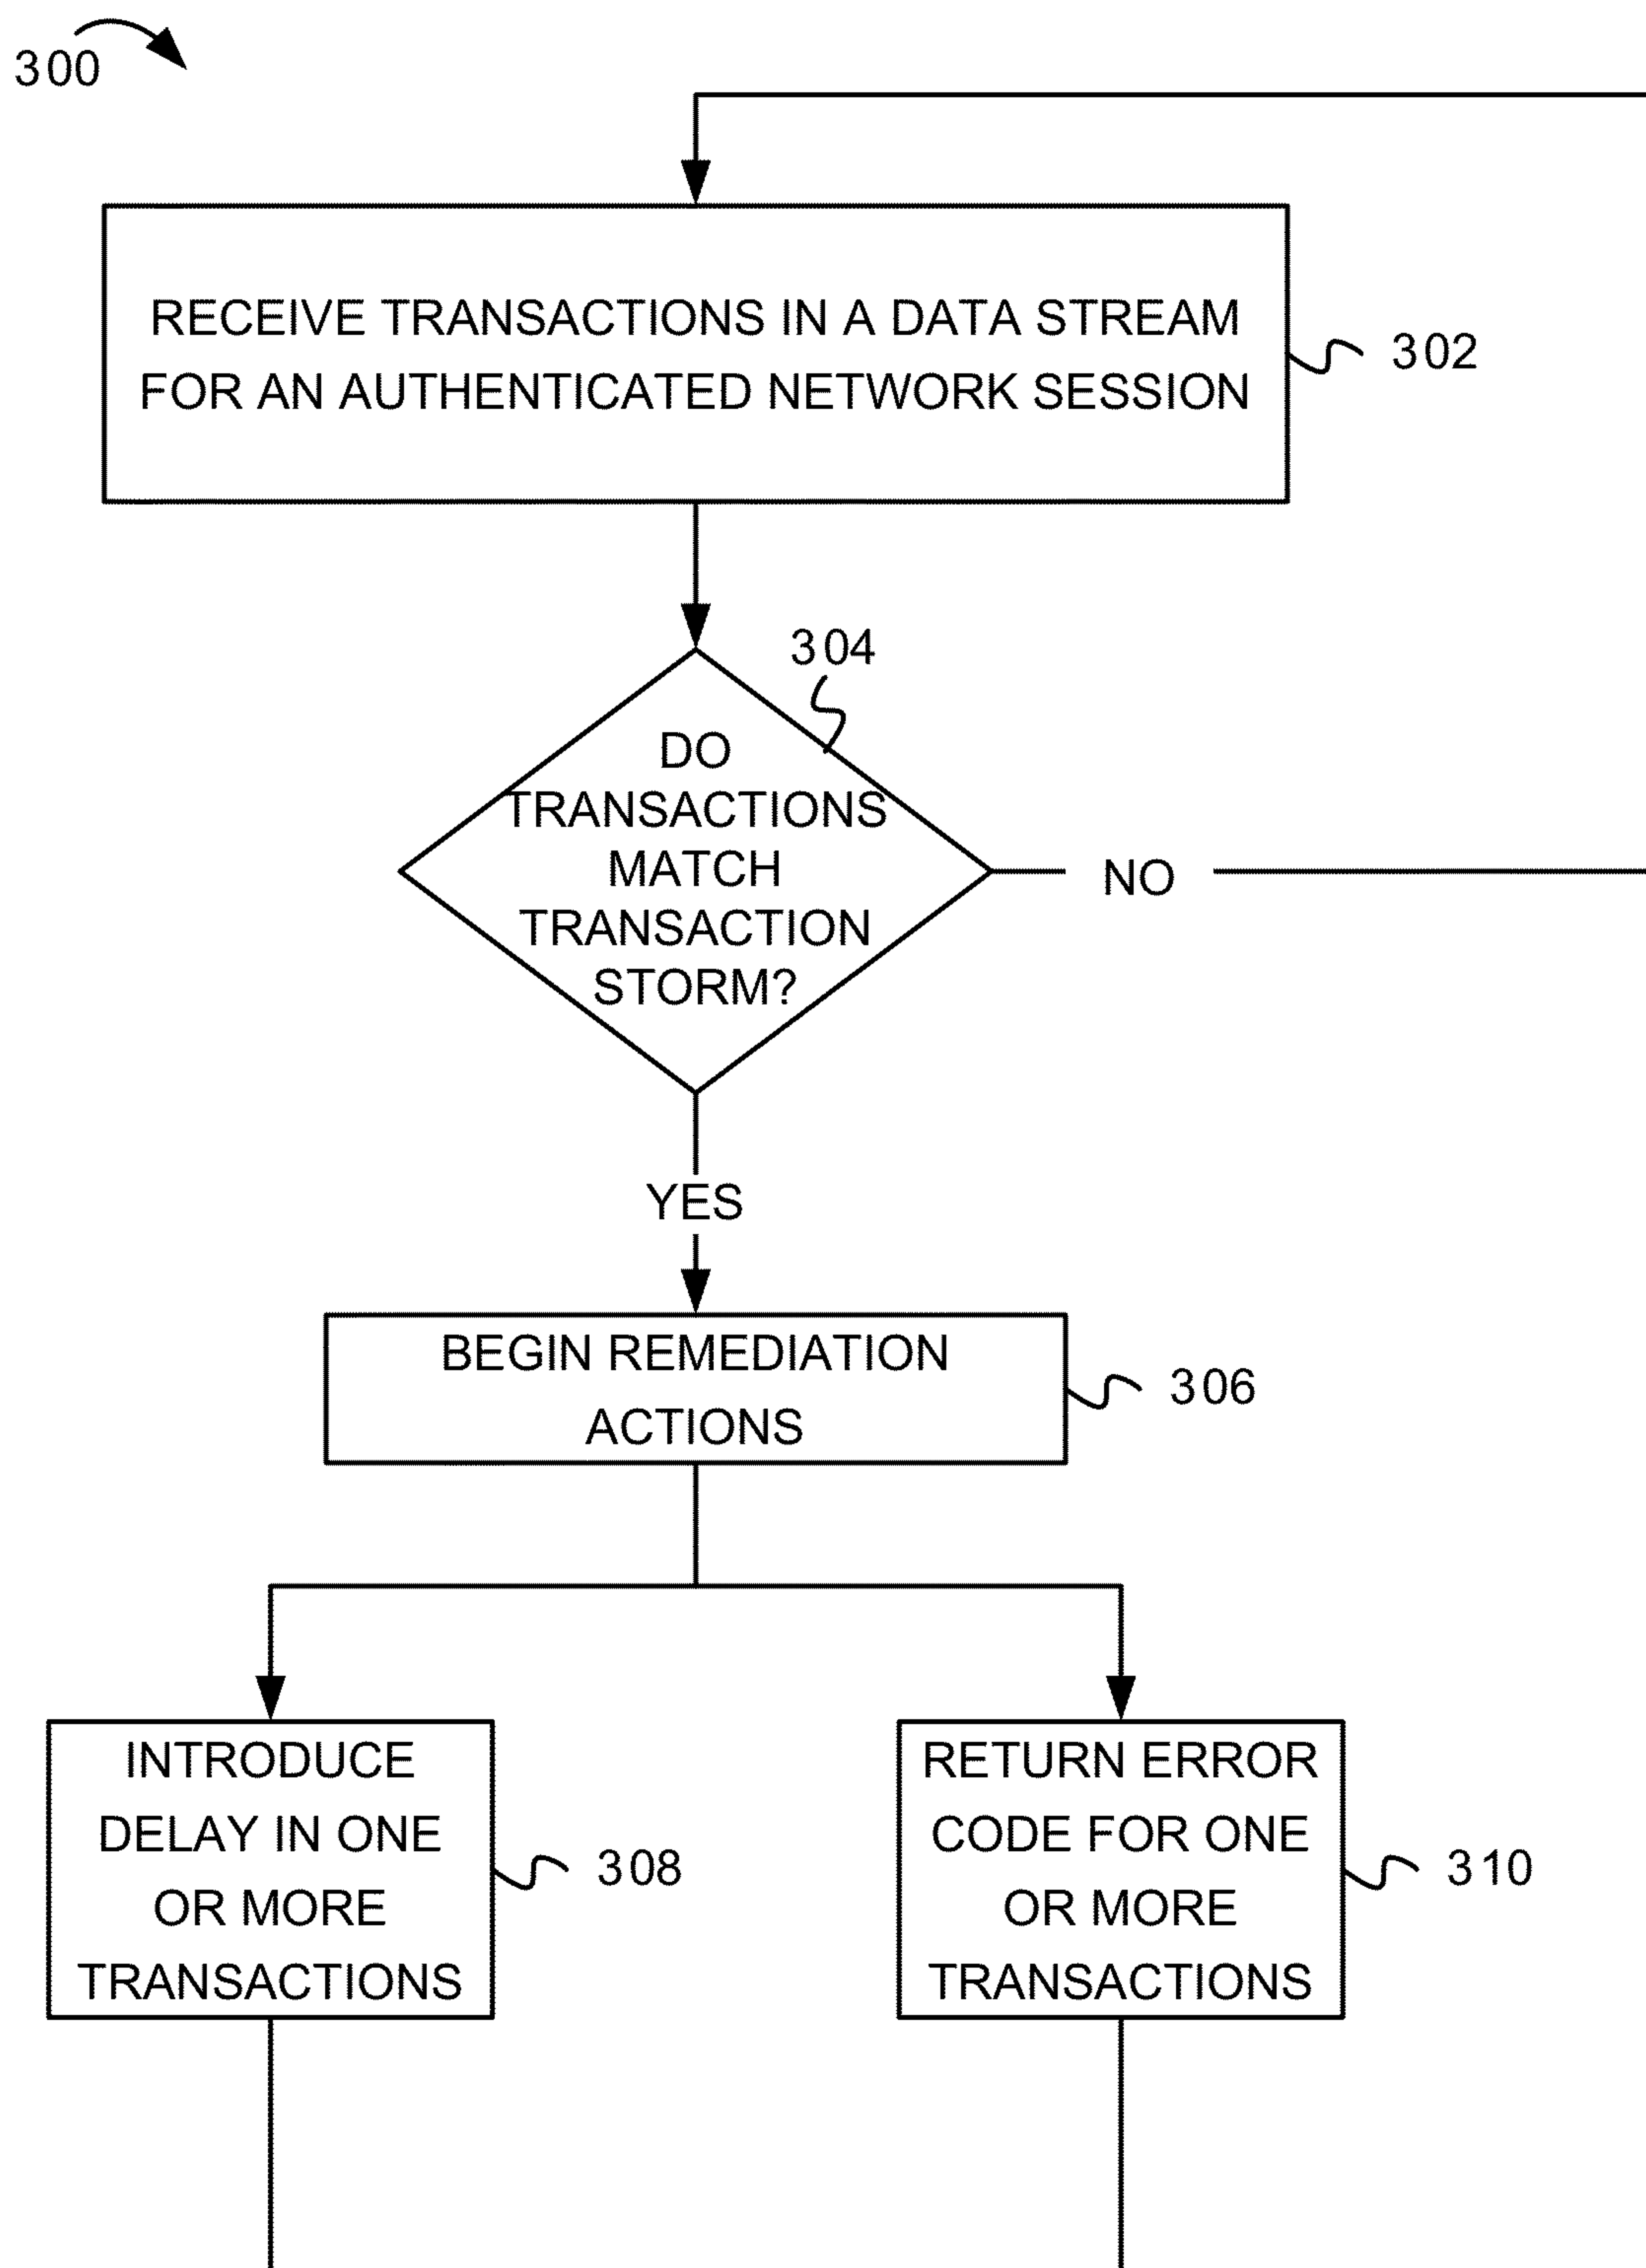 300
RECEIVE TRANSACTIONS IN A DATA STREAM
FOR AN AUTHENTICATED NETWORK SESSION
302
304
DO
TRANSACTIONS
MATCH
TRANSACTION
STORM?
NO
YES
BEGIN REMEDIATION
ACTIONS
306
INTRODUCE
DELAY IN ONE
OR MORE
TRANSACTIONS
308
RETURN ERROR
CODE FOR ONE
OR MORE
TRANSACTIONS
310